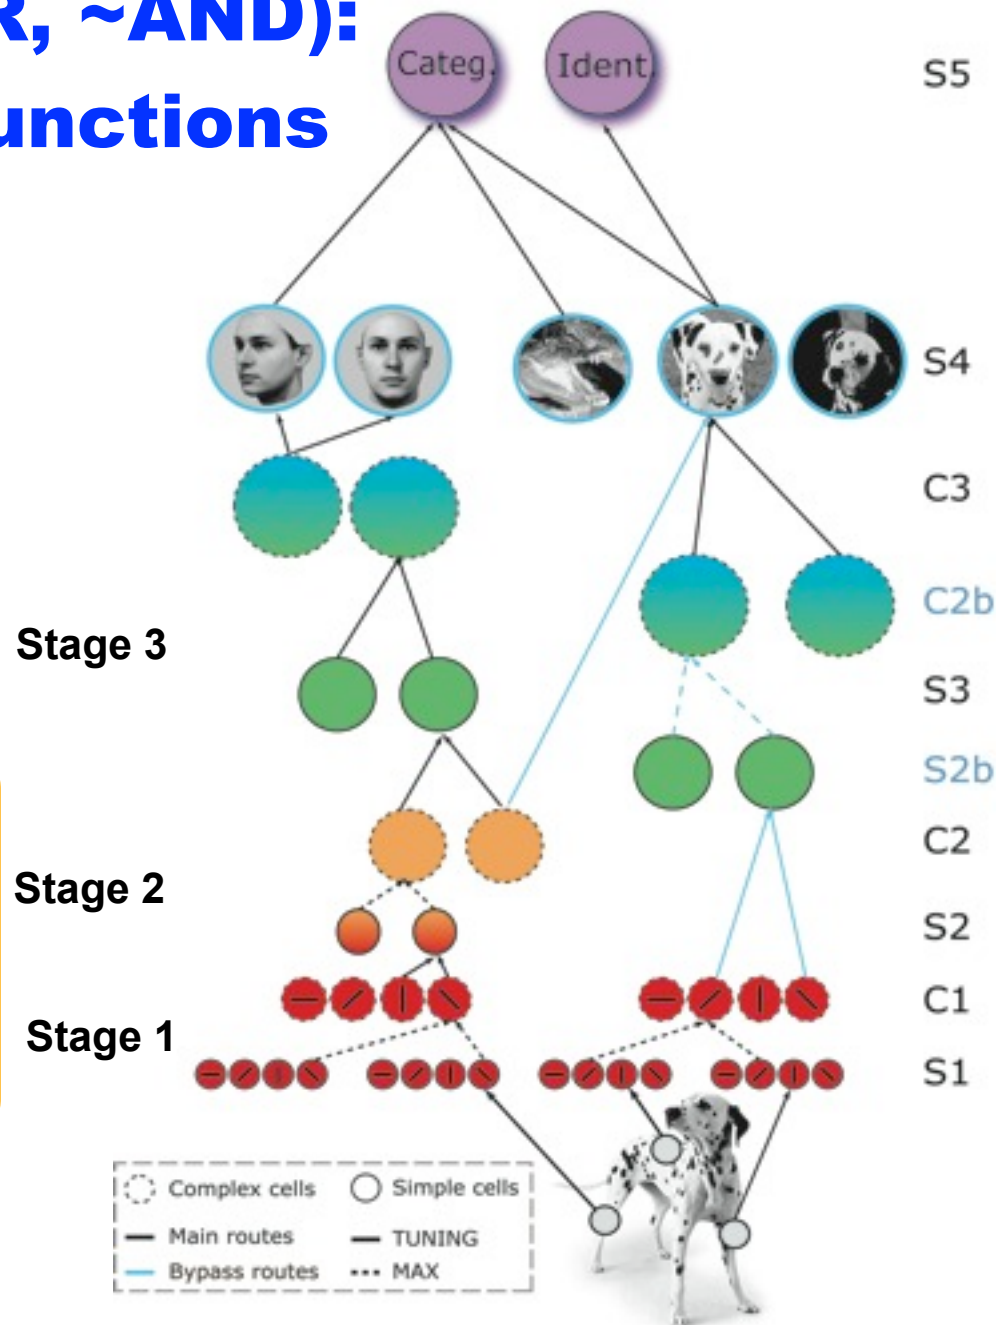 R, ~AND):
unctions
Categ.
Ident.
S5
S4
C3
C2b
Stage 3
S3
S2b
C2
Stage 2
S2
C1
Stage 1
S1
Complex cells
Simple cells
Main routes
TUNING
Bypass routes
MAX